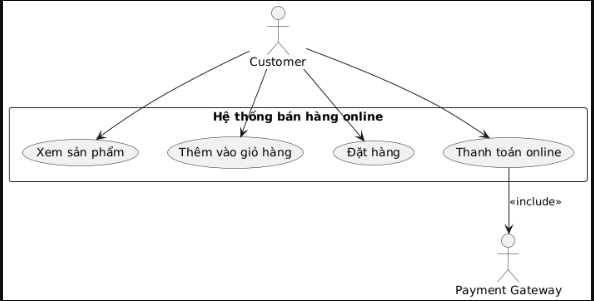 Customer
Hệ thống bán hàng online
Xem sản phẩm
Thêm vào giỏ hàng
Đặt hàng
Thanh toán online
«include»
Payment Gateway